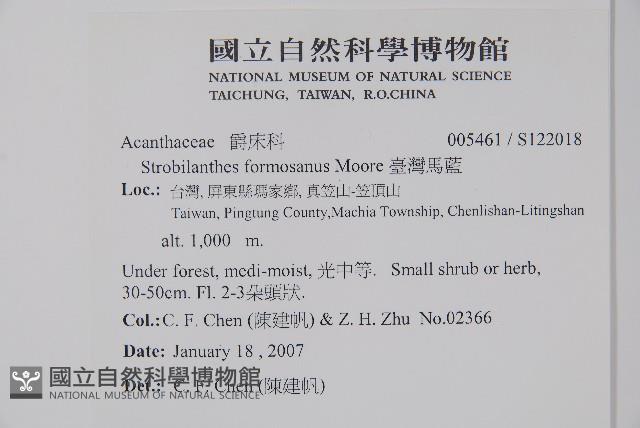 國立自然科學博物館
NATIONAL MUSEUM OF NATURAL SCIENCE
TAICHUNG, TAIWAN, R.O.CHINA
Acanthaceae 爵床科 005461 / S122018
Strobilanthes formosanus Moore 臺灣馬藍
Loc.: 台灣, 屏東縣瑪家鄉, 真笠山-笠頂山
Taiwan, Pingtung County,Machia Township, Chenlishan-Litingshan
alt. 1,000 m.
Under forest, medi-moist, 光中等. Small shrub or herb,
30-50cm. Fl. 2-3朵頭狀.
Col.: C. F. Chen (陳建帆) & Z. H. Zhu No.02366
Date: January 18 , 2007
Det.: C. F. Chen (陳建帆)
國立自然科學博物館
NATIONAL MUSEUM OF NATURAL SCIENCE